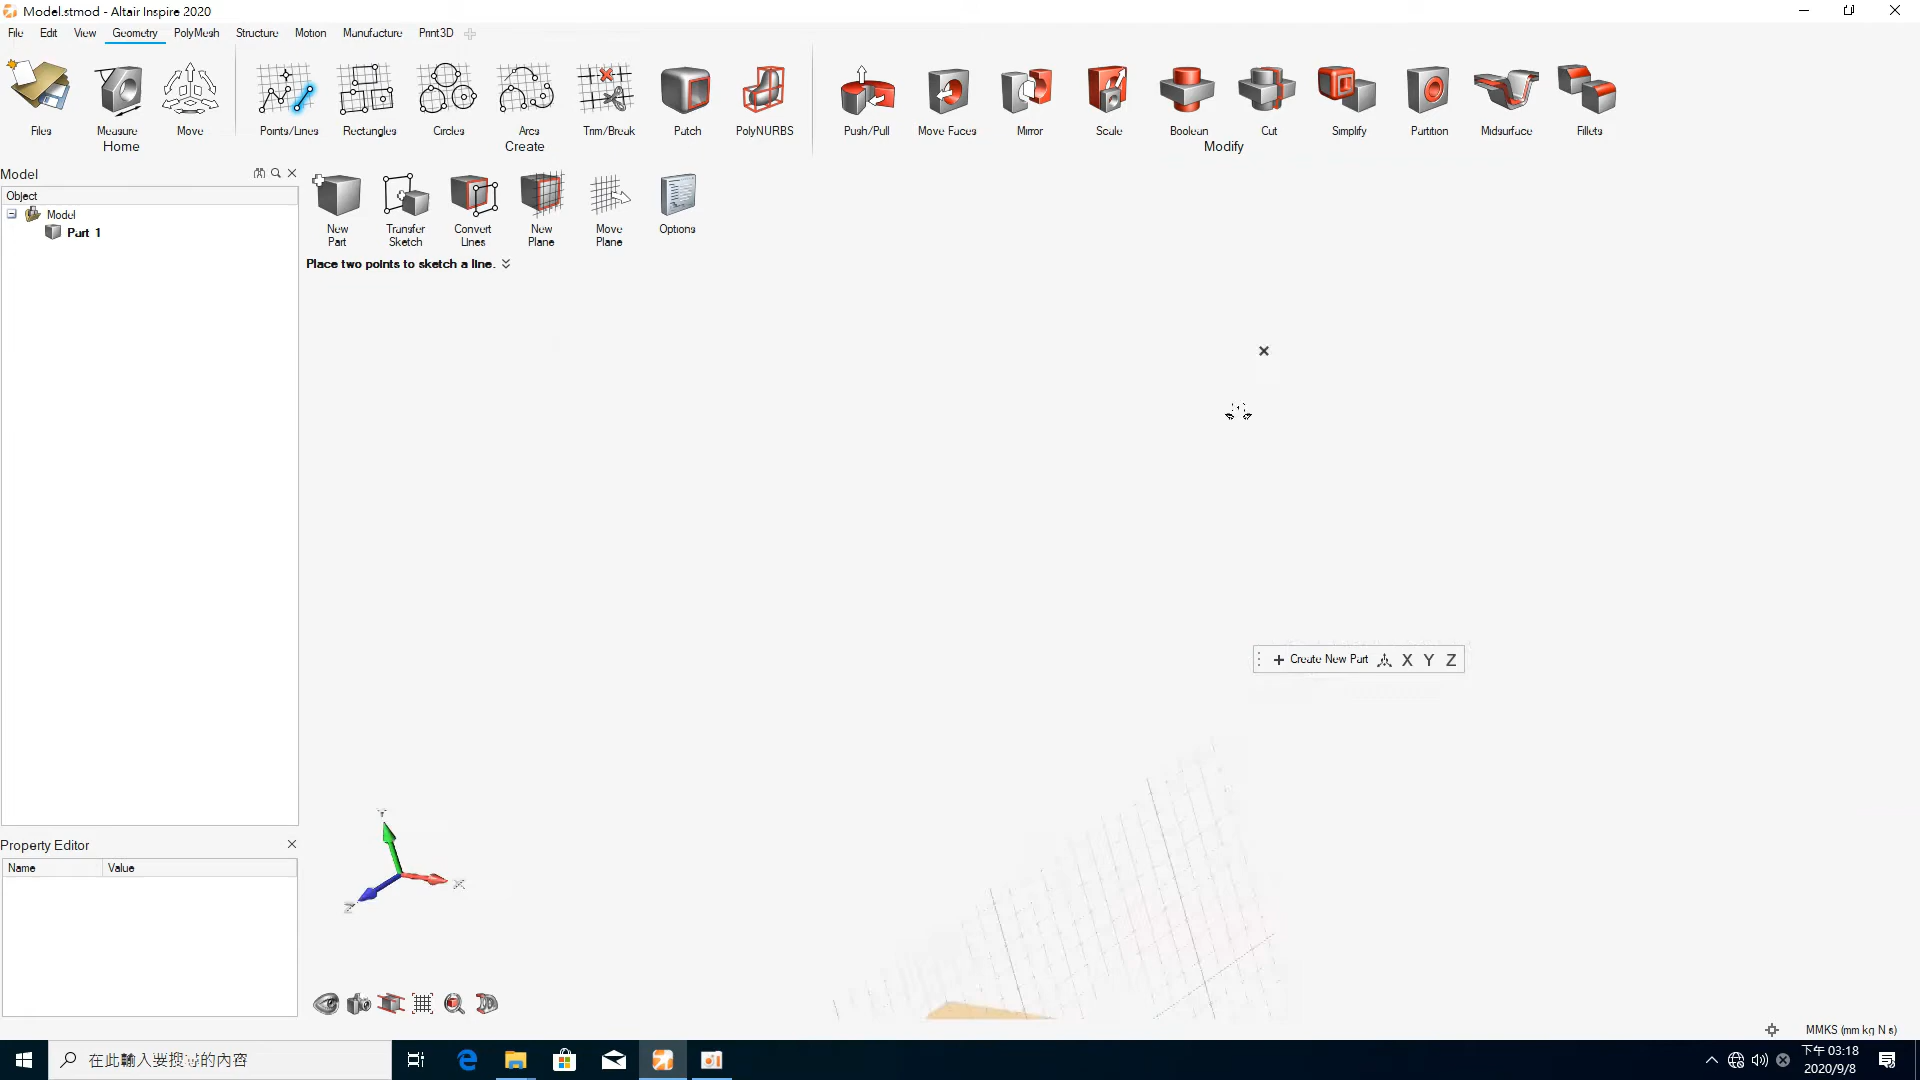 Model.stmod - Altair Inspire 2020
File Edit View Geometry PolyMesh Structure Motion Manufacture Print3D
Files Measure Move Points/Lines Rectangles Circles Arcs Trim/Break Patch PolyNURBS Push/Pull Move Faces Mirror Scale Boolean Cut Simplify Partition Midsurface Fillets
Home Create Modify
Model
Object
Model
Part 1
New Part
Transfer Sketch
Convert Lines
New Plane
Move Plane
Options
Place two points to sketch a line.
Create New Part X Y Z
Y
X
Z
Property Editor
Name Value
MMKS (mm kg N s)
在此輸入要搜尋的內容
下午 03:18
2020/9/8